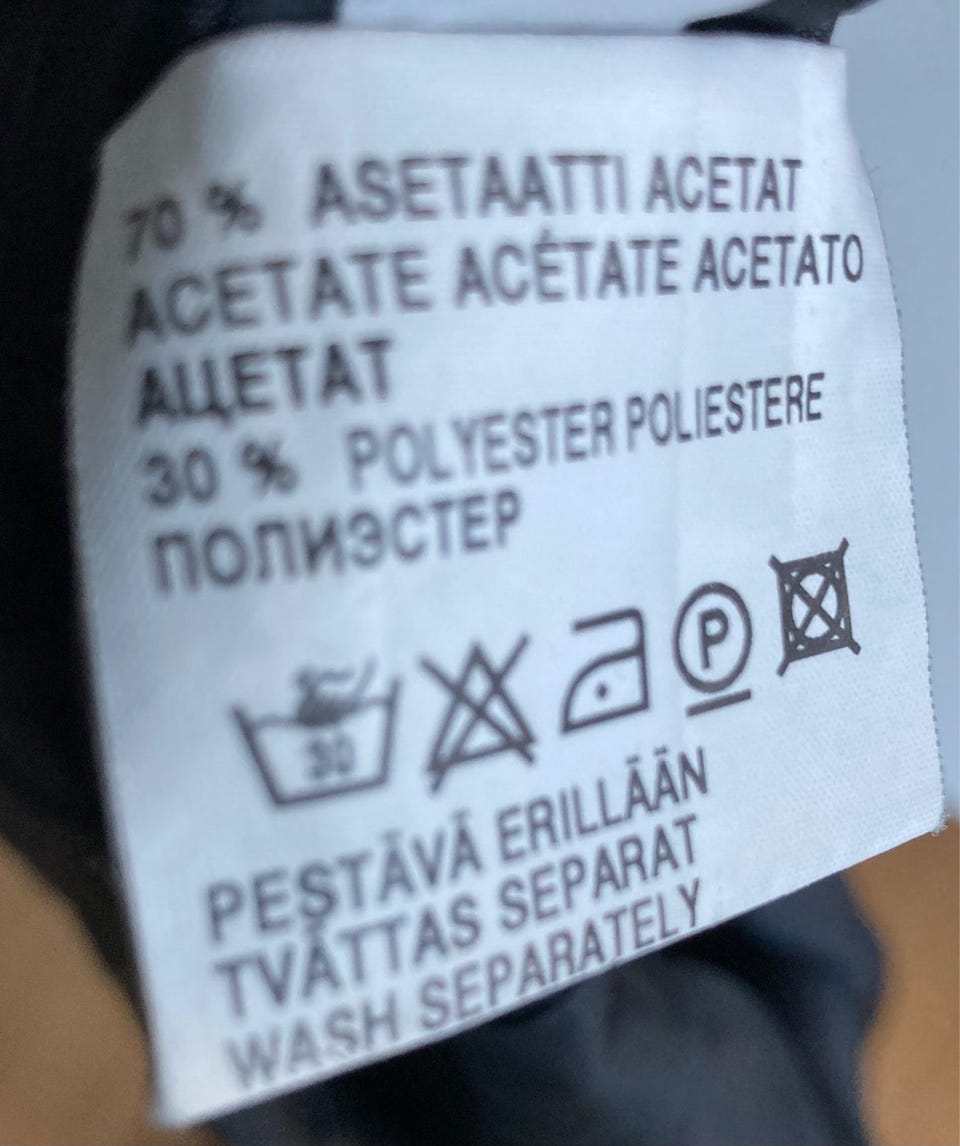 70 % ASETAATTI ACETAT
ACETATE ACÉTATE ACETATO
АЦЕТАТ
30 % POLYESTER POLIESTERE
ПОЛИЭСТЕР
30 P
PESTÄVÄ ERILLÄÄN
TVÄTTAS SEPARAT
WASH SEPARATELY